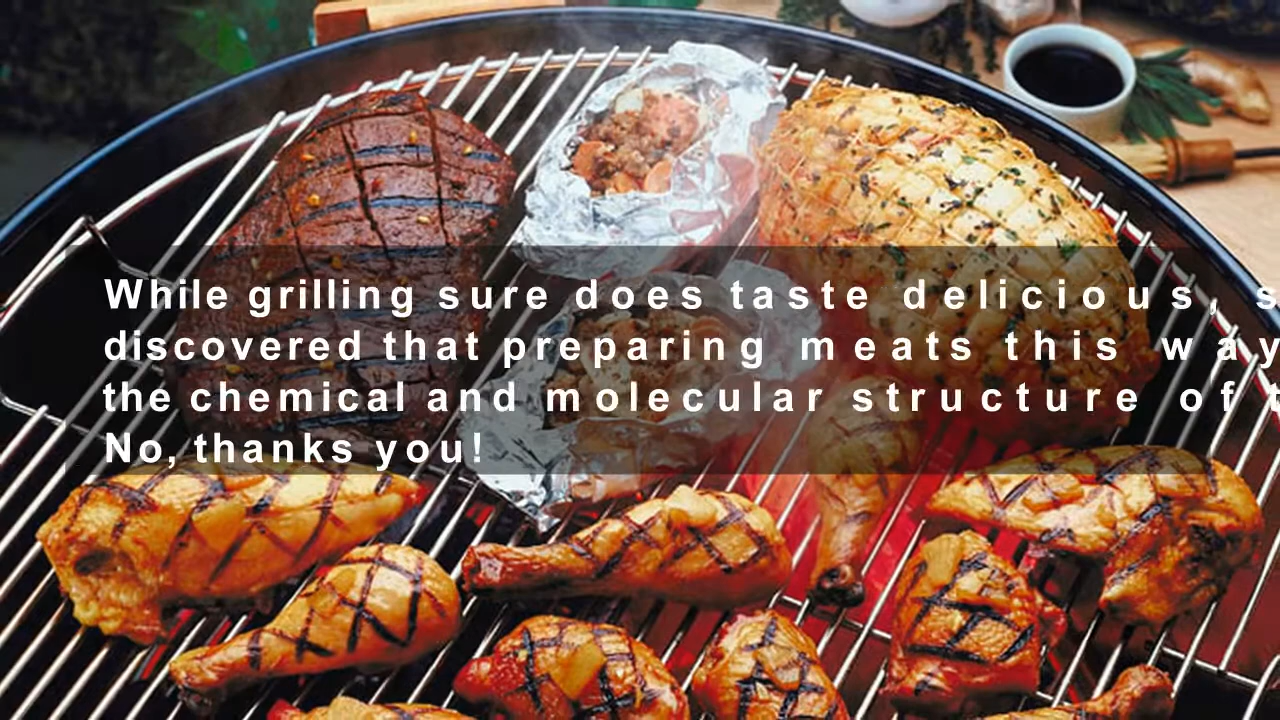 While grilling sure does taste delicious,
discovered that preparing meats this way
the chemical and molecular structure of
No, thanks you!